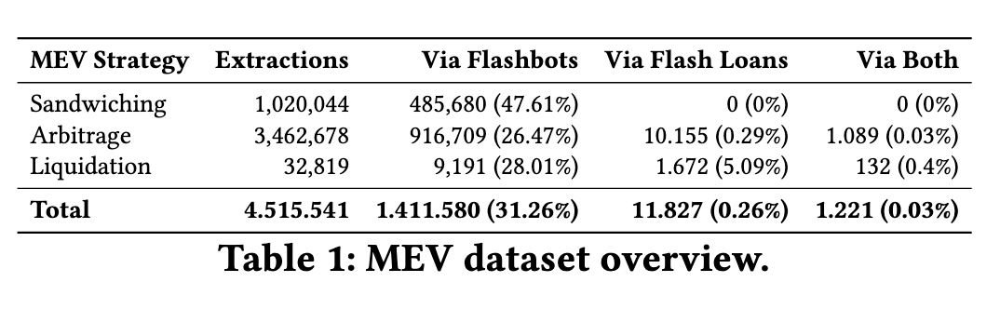 MEV Strategy Extractions Via Flashbots Via Flash Loans Via Both
Sandwiching 1,020,044 485,680 (47.61%) 0 (0%) 0 (0%)
Arbitrage 3,462,678 916,709 (26.47%) 10.155 (0.29%) 1.089 (0.03%)
Liquidation 32,819 9,191 (28.01%) 1.672 (5.09%) 132 (0.4%)
Total 4.515.541 1.411.580 (31.26%) 11.827 (0.26%) 1.221 (0.03%)
Table 1: MEV dataset overview.